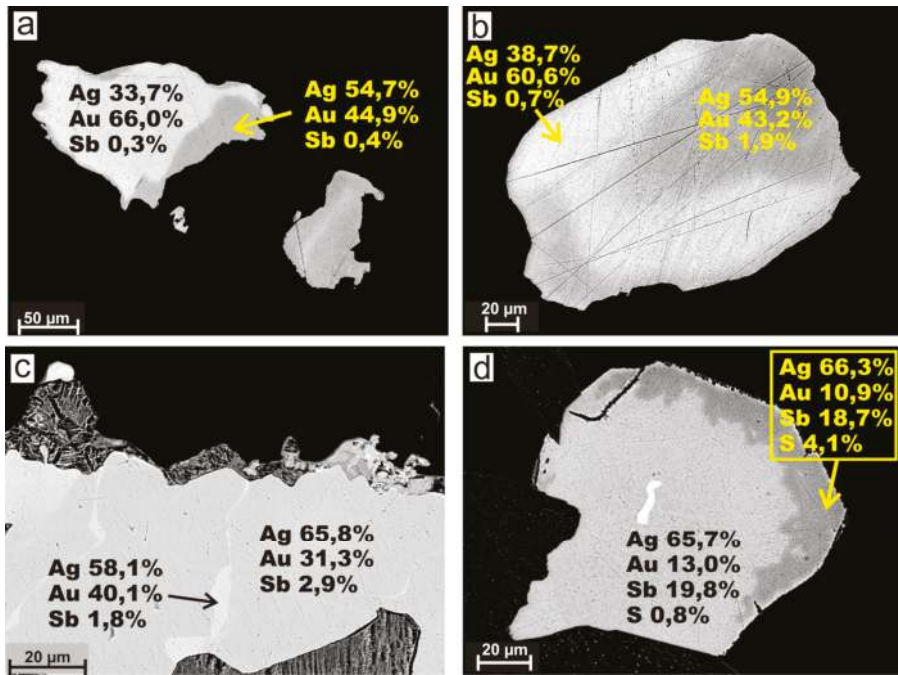 a
Ag 33,7%
Au 66,0%
Sb 0,3%
Ag 54,7%
Au 44,9%
Sb 0,4%
50 µm
b
Ag 38,7%
Au 60,6%
Sb 0,7%
Ag 54,9%
Au 43,2%
Sb 1,9%
20 µm
c
Ag 58,1%
Au 40,1%
Sb 1,8%
Ag 65,8%
Au 31,3%
Sb 2,9%
20 µm
d
Ag 66,3%
Au 10,9%
Sb 18,7%
S 4,1%
Ag 65,7%
Au 13,0%
Sb 19,8%
S 0,8%
20 µm